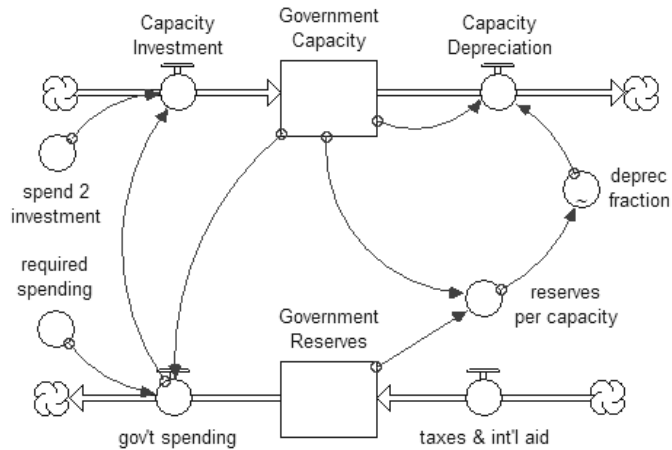 Capacity
Investment
Government
Capacity
Capacity
Depreciation
spend 2
investment
deprec
fraction
~
required
spending
reserves
per capacity
Government
Reserves
gov't spending
taxes & int'l aid